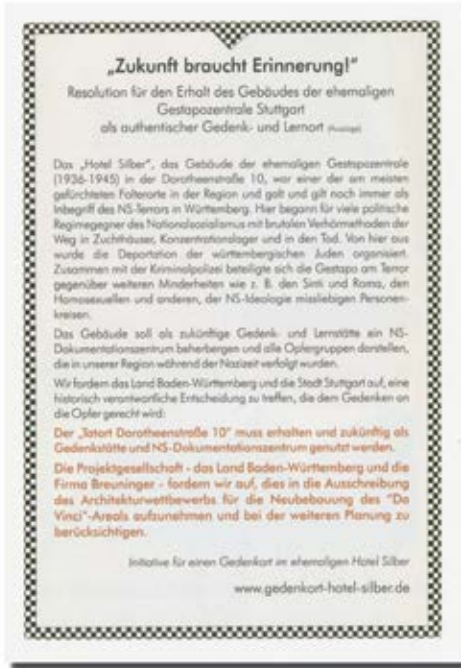 „Zukunft braucht Erinnerung!"
Resolution für den Erhalt des Gebäudes der ehemaligen
Gestapozentrale Stuttgart
als authentischer Gedenk- und Lernort (Auszüge)
Das „Hotel Silber", das Gebäude der ehemaligen Gestapozentrale
(1936-1945) in der Dorotheenstraße 10, war einer der am meisten
gefürchteten Folterorte in der Region und galt und gilt noch immer als
Inbegriff des NS-Terrors in Württemberg. Hier begann für viele politische
Regimegegner des Nationalsozialismus mit brutalen Verhörmethoden der
Weg in Zuchthäuser, Konzentrationslager und in den Tod. Von hier aus
wurde die Deportation der württembergischen Juden organisiert.
Zusammen mit der Kriminalpolizei beteiligte sich die Gestapo am Terror
gegenüber weiteren Minderheiten wie z. B. den Sinti und Roma, den
Homosexuellen und anderen, der NS-Ideologie missliebigen Personen-
kreisen.
Das Gebäude soll als zukünftige Gedenk- und Lernstätte ein NS-
Dokumentationszentrum beherbergen und alle Opfergruppen darstellen,
die in unserer Region während der Nazizeit verfolgt wurden.
Wir fordern das Land Baden-Württemberg und die Stadt Stuttgart auf, eine
historisch verantwortliche Entscheidung zu treffen, die dem Gedenken an
die Opfer gerecht wird:
Der „Tatort Dorotheenstraße 10" muss erhalten und zukünftig als
Gedenkstätte und NS-Dokumentationszentrum genutzt werden.
Die Projektgesellschaft - das Land Baden-Württemberg und die
Firma Breuninger - fordern wir auf, dies in die Ausschreibung
des Architekturwettbewerbs für die Neubebauung des "Da
Vinci"-Areals aufzunehmen und bei der weiteren Planung zu
berücksichtigen.
Initiative für einen Gedenkort im ehemaligen Hotel Silber
www.gedenkort-hotel-silber.de